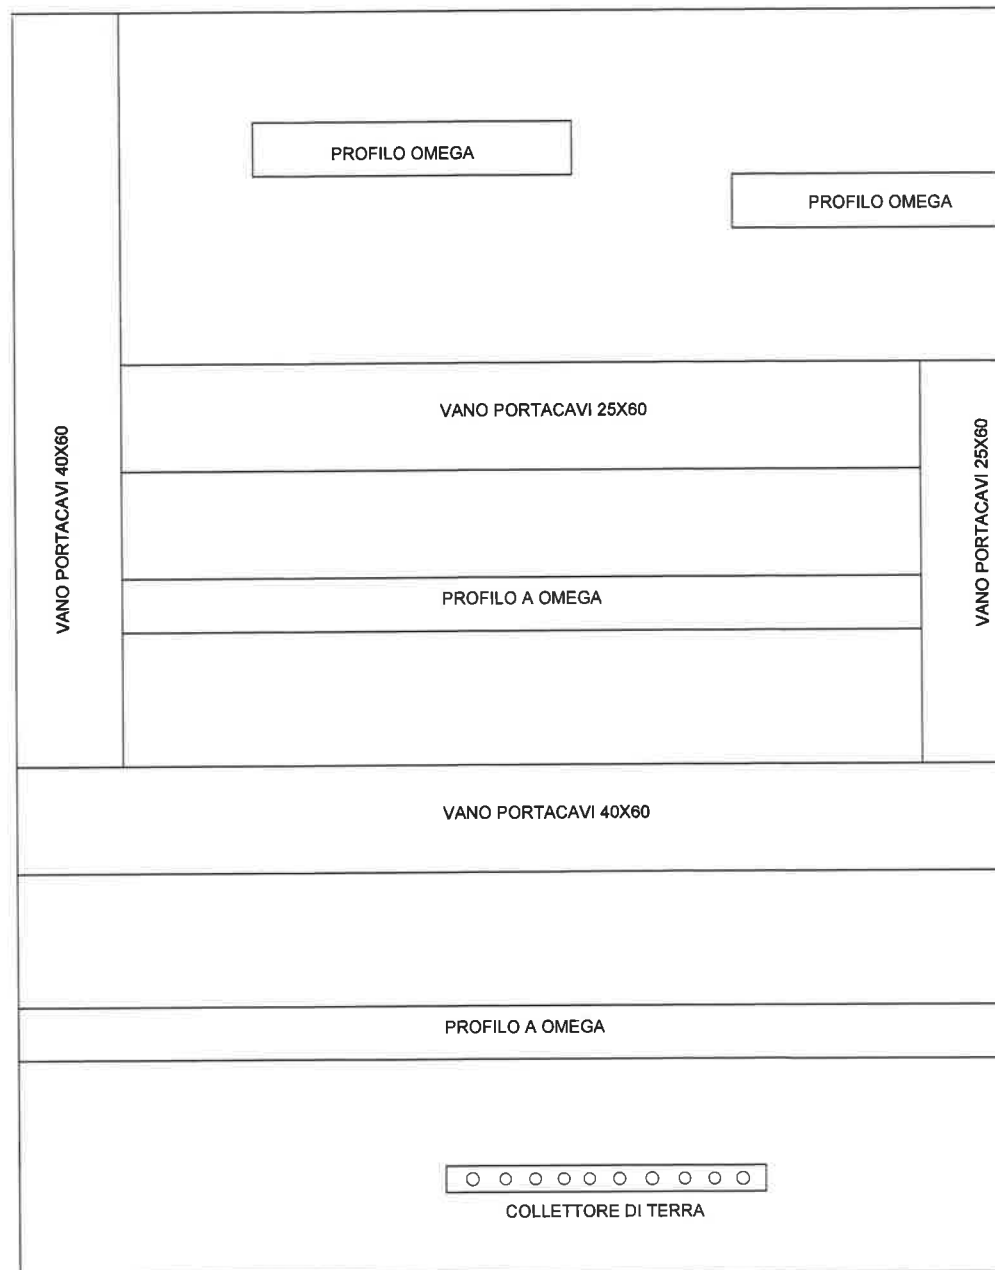 PROFILO OMEGA
PROFILO OMEGA
VANO PORTACAVI 25X60
VANO PORTACAVI 40X60
VANO PORTACAVI 25X60
PROFILO A OMEGA
VANO PORTACAVI 40X60
PROFILO A OMEGA
COLLETTORE DI TERRA